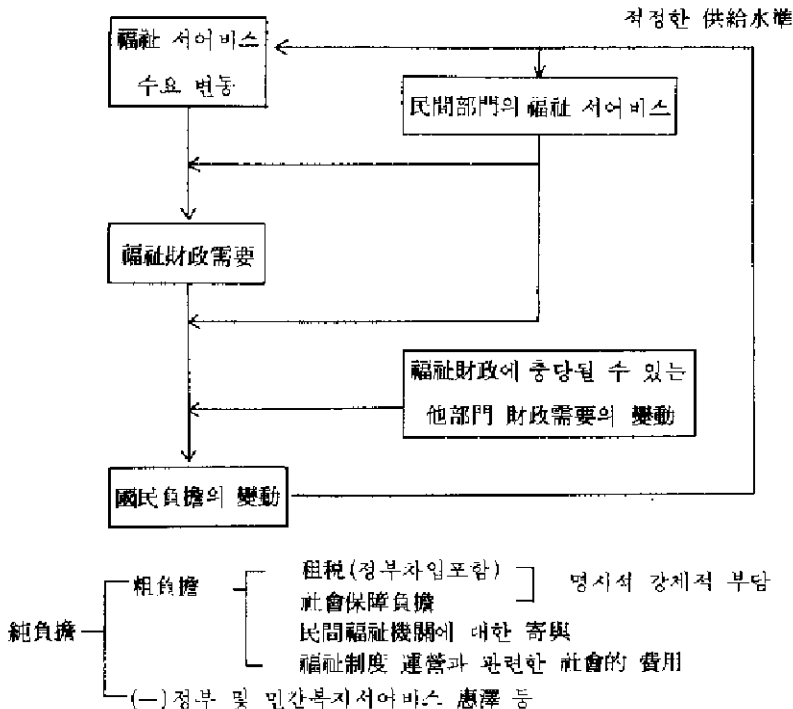 적정한 供給水準
福祉 서어비스
수요 변동
民間部門의 福祉 서어비스
福祉財政需要
福祉財政에 충당될 수 있는
他部門 財政需要의 變動
國民負擔의 變動
純負擔
粗負擔
租稅(정부차입포함)
社會保障負擔
명시적 강제적 부담
民間福祉機關에 대한 寄與
福祉制度 運營과 관련한 社會的 費用
(—)정부 및 민간복지서어비스 惠澤 등